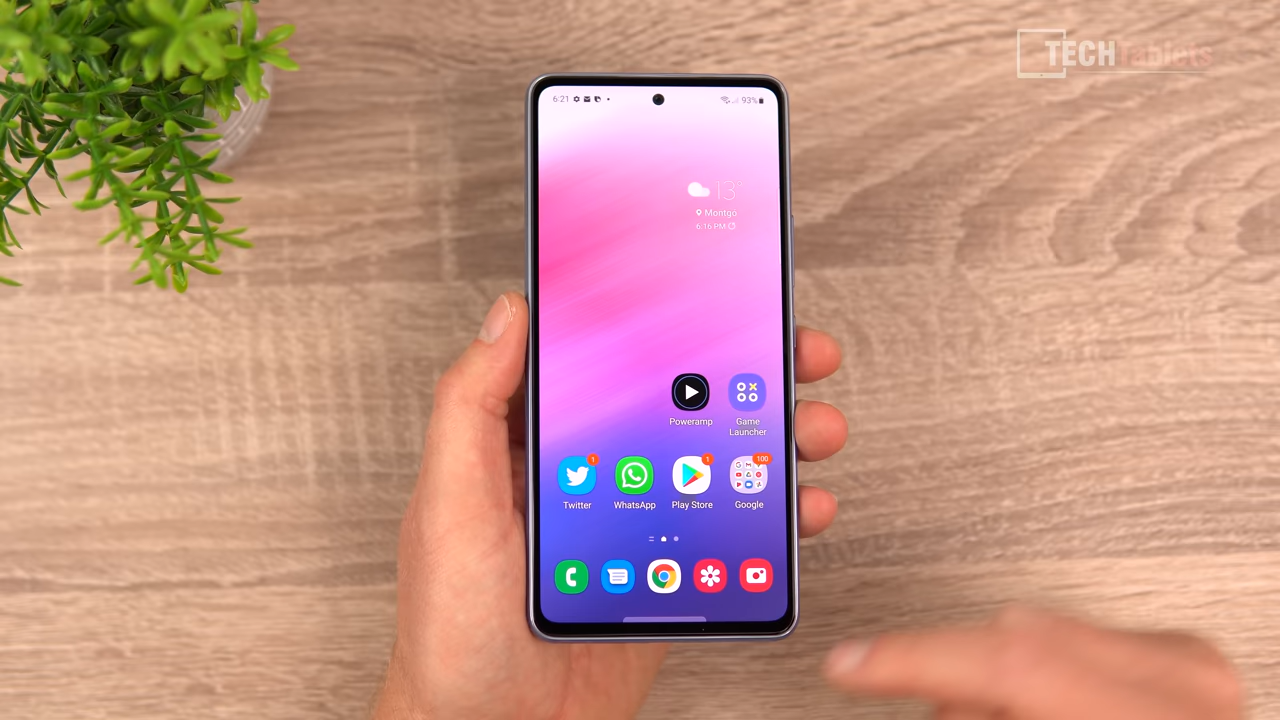 TECHTablets
6:21
93%
13°
Montgo
6:16 PM
Poweramp
Game
Launcher
1
1
100
Twitter
WhatsApp
Play Store
Google